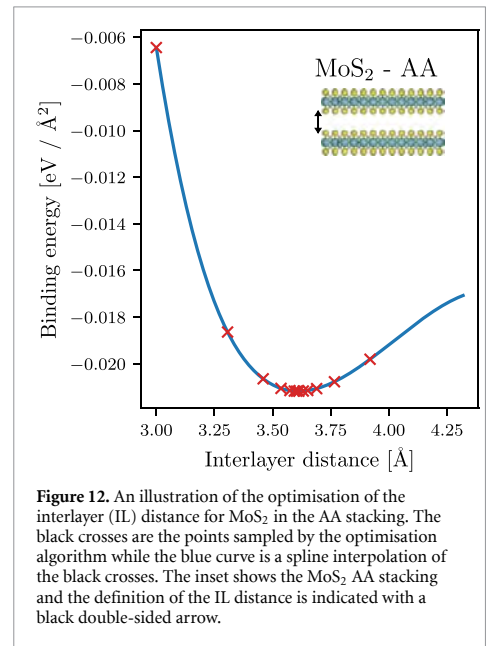 −0.006
−0.008
−0.010
−0.012
−0.014
−0.016
−0.018
−0.020
Binding energy [eV / Å²]
MoS₂ - AA
3.00 3.25 3.50 3.75 4.00 4.25
Interlayer distance [Å]
Figure 12. An illustration of the optimisation of the
interlayer (IL) distance for MoS₂ in the AA stacking. The
black crosses are the points sampled by the optimisation
algorithm while the blue curve is a spline interpolation of
the black crosses. The inset shows the MoS₂ AA stacking
and the definition of the IL distance is indicated with a
black double-sided arrow.